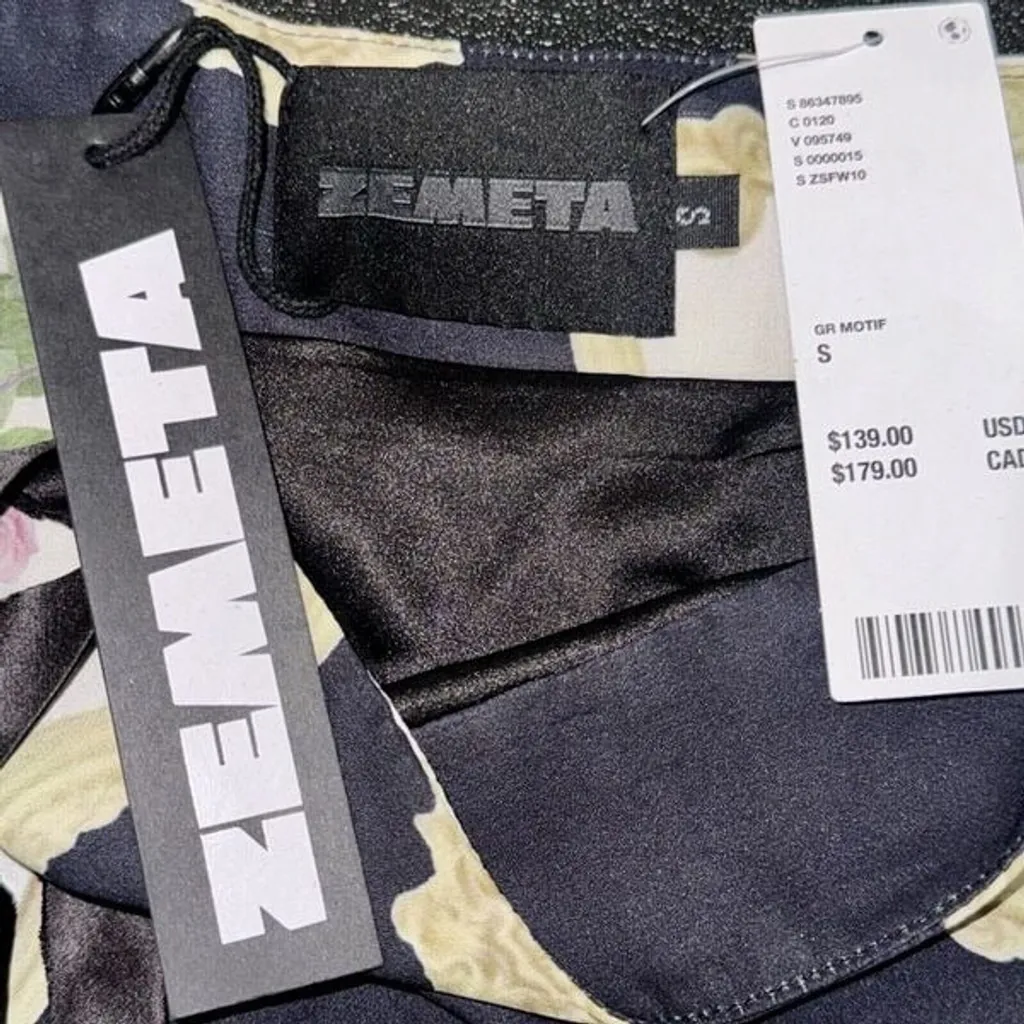 ZEMETA
ZEMETA
S
S 86347895
C 0120
V 095749
S 0000015
S ZSFW10
GR MOTIF
S
$139.00 USD
$179.00 CAD